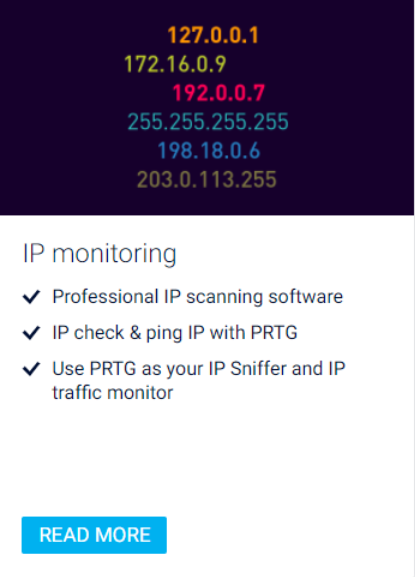 127.0.0.1
172.16.0.9
192.0.0.7
255.255.255.255
198.18.0.6
203.0.113.255
IP monitoring
Professional IP scanning software
IP check & ping IP with PRTG
Use PRTG as your IP Sniffer and IP
traffic monitor
READ MORE